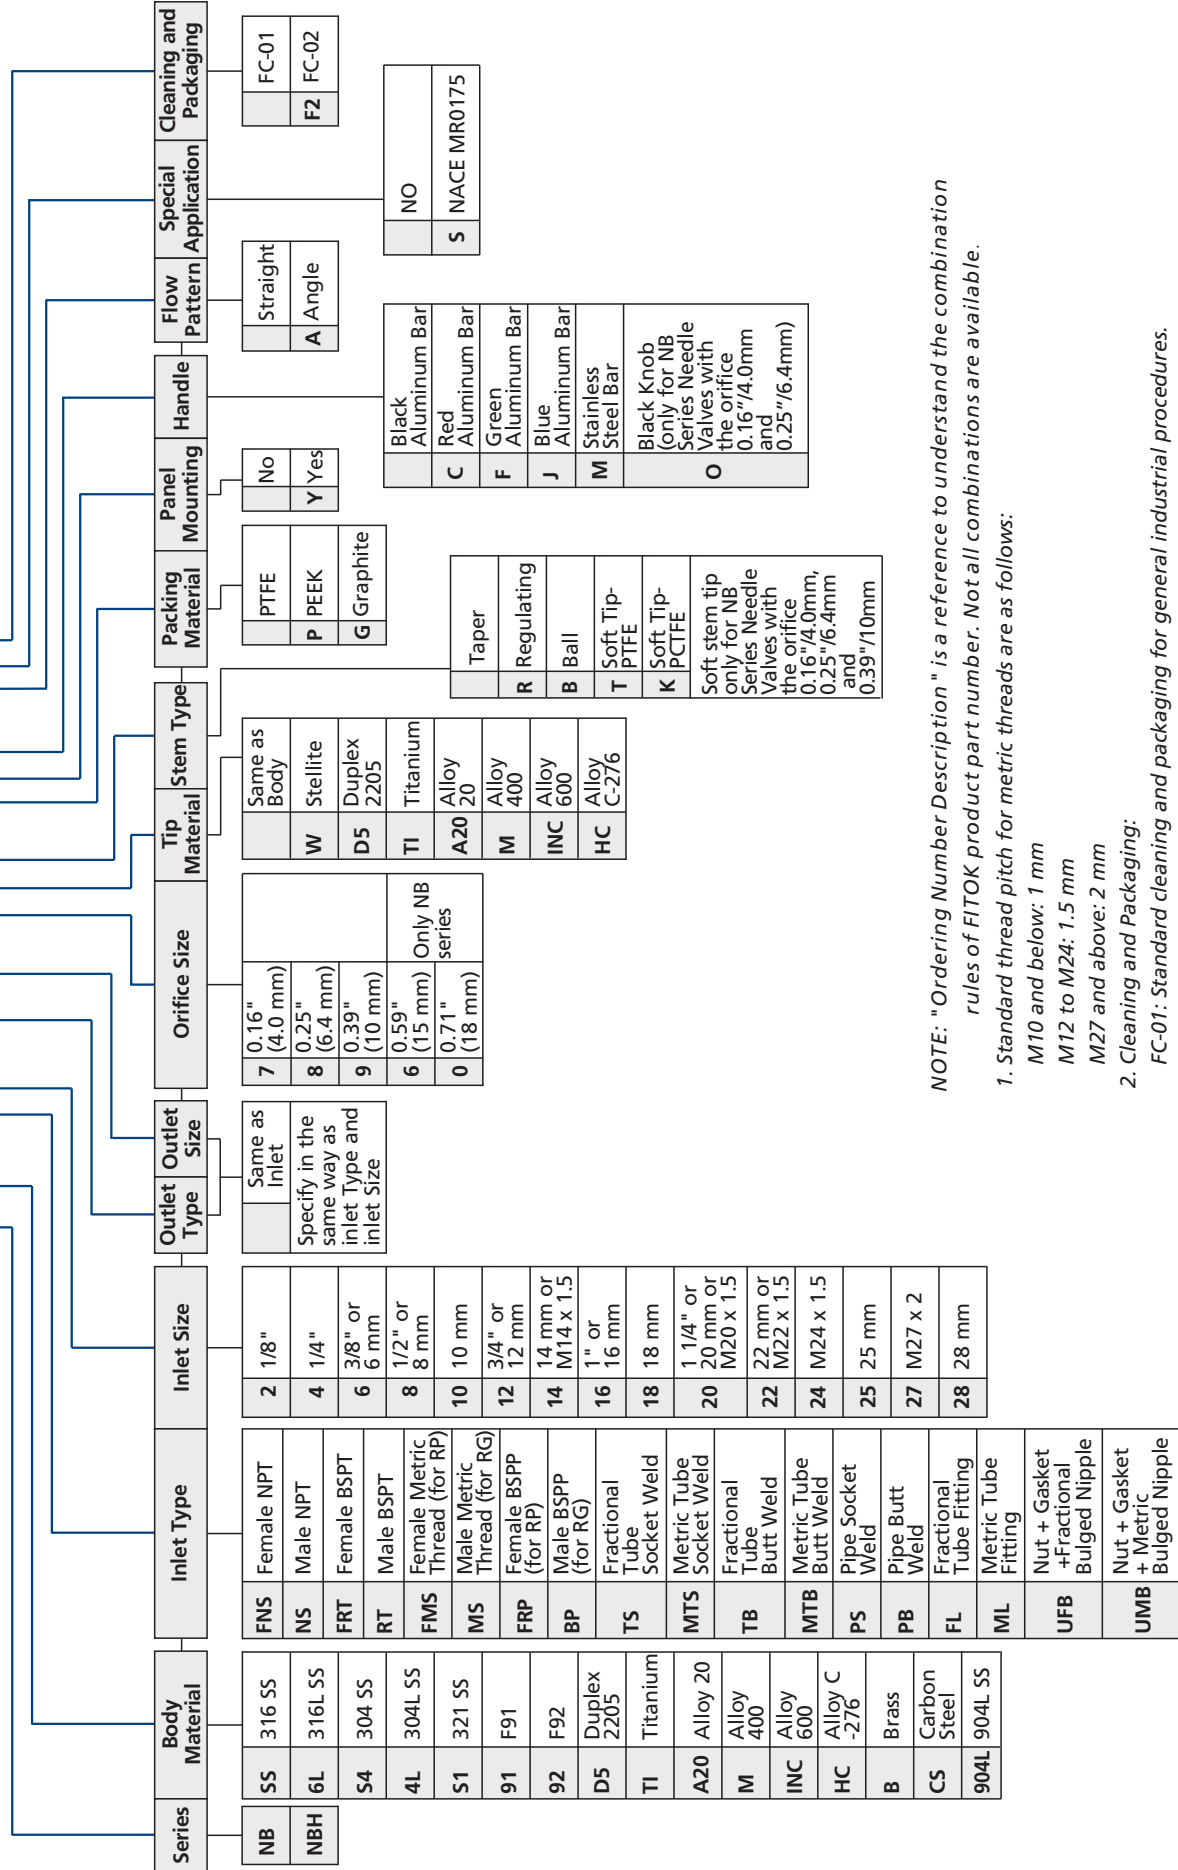 Series
NB
NBH
Body
Material
SS 316 SS
6L 316L SS
S4 304 SS
4L 304L SS
S1 321 SS
91 F91
92 F92
D5 Duplex
2205
TI Titanium
A20 Alloy 20
M Alloy
400
INC Alloy
600
HC Alloy C
-276
B Brass
CS Carbon
Steel
904L 904L SS
Inlet Type
FNS Female NPT
NS Male NPT
FRT Female BSPT
RT Male BSPT
FMS Female Metric
Thread (for RP)
MS Male Metric
Thread (for RG)
FRP Female BSPP
(for RP)
BP Male BSPP
(for RG)
TS Fractional
Tube
Socket Weld
MTS Metric Tube
Socket Weld
TB Fractional
Tube
Butt Weld
MTB Metric Tube
Butt Weld
PS Pipe Socket
Weld
PB Pipe Butt
Weld
FL Fractional
Tube Fitting
ML Metric Tube
Fitting
UFB Nut + Gasket
+Fractional
Bulged Nipple
UMB Nut + Gasket
+ Metric
Bulged Nipple
Inlet Size
2 1/8"
4 1/4"
6 3/8" or
6 mm
8 1/2" or
8 mm
10 10 mm
12 3/4" or
12 mm
14 14 mm or
M14 x 1.5
16 1" or
16 mm
18 18 mm
20 1 1/4" or
20 mm or
M20 x 1.5
22 22 mm or
M22 x 1.5
24 M24 x 1.5
25 25 mm
27 M27 x 2
28 28 mm
Outlet
Type
Outlet
Size
Same as
Inlet
Specify in the
same way as
inlet Type and
inlet Size
Orifice Size
7 0.16"
(4.0 mm)
8 0.25"
(6.4 mm)
9 0.39"
(10 mm)
6 0.59"
(15 mm)
0 0.71"
(18 mm)
Only NB
series
Tip
Material
Same as
Body
W Stellite
D5 Duplex
2205
TI Titanium
A20 Alloy
20
M Alloy
400
INC Alloy
600
HC Alloy
C-276
Stem Type
Taper
R Regulating
B Ball
T Soft Tip-
PTFE
K Soft Tip-
PCTFE
Soft stem tip
only for NB
Series Needle
Valves with
the orifice
0.16"/4.0mm,
0.25"/6.4mm
and
0.39"/10mm
Packing
Material
PTFE
P PEEK
G Graphite
Panel
Mounting
No
Y Yes
Handle
Black
Aluminum Bar
C Red
Aluminum Bar
F Green
Aluminum Bar
J Blue
Aluminum Bar
M Stainless
Steel Bar
O Black Knob
(only for NB
Series Needle
Valves with
the orifice
0.16"/4.0mm
and
0.25"/6.4mm)
Flow
Pattern
Straight
A Angle
Special
Application
NO
S NACE MR0175
Cleaning and
Packaging
FC-01
F2 FC-02
NOTE: "Ordering Number Description" is a reference to understand the combination
rules of FITOK product part number. Not all combinations are available.
1. Standard thread pitch for metric threads are as follows:
M10 and below: 1 mm
M12 to M24: 1.5 mm
M27 and above: 2 mm
2. Cleaning and Packaging:
FC-01: Standard cleaning and packaging for general industrial procedures.